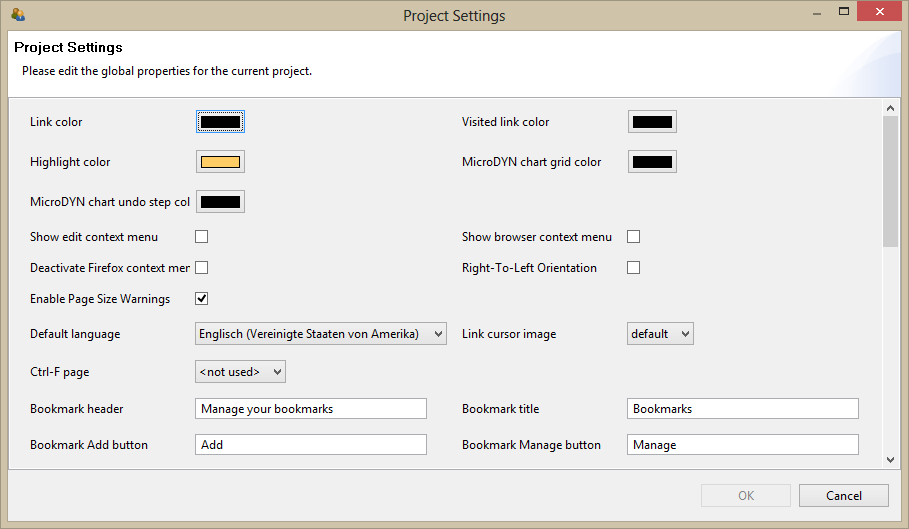 Project Settings
Project Settings
Please edit the global properties for the current project.
Link color
Visited link color
Highlight color
MicroDYN chart grid color
MicroDYN chart undo step col
Show edit context menu
Show browser context menu
Deactivate Firefox context mer
Right-To-Left Orientation
Enable Page Size Warnings
Default language
Englisch (Vereinigte Staaten von Amerika)
Link cursor image
default
Ctrl-F page
<not used>
Bookmark header
Manage your bookmarks
Bookmark title
Bookmarks
Bookmark Add button
Add
Bookmark Manage button
Manage
OK
Cancel